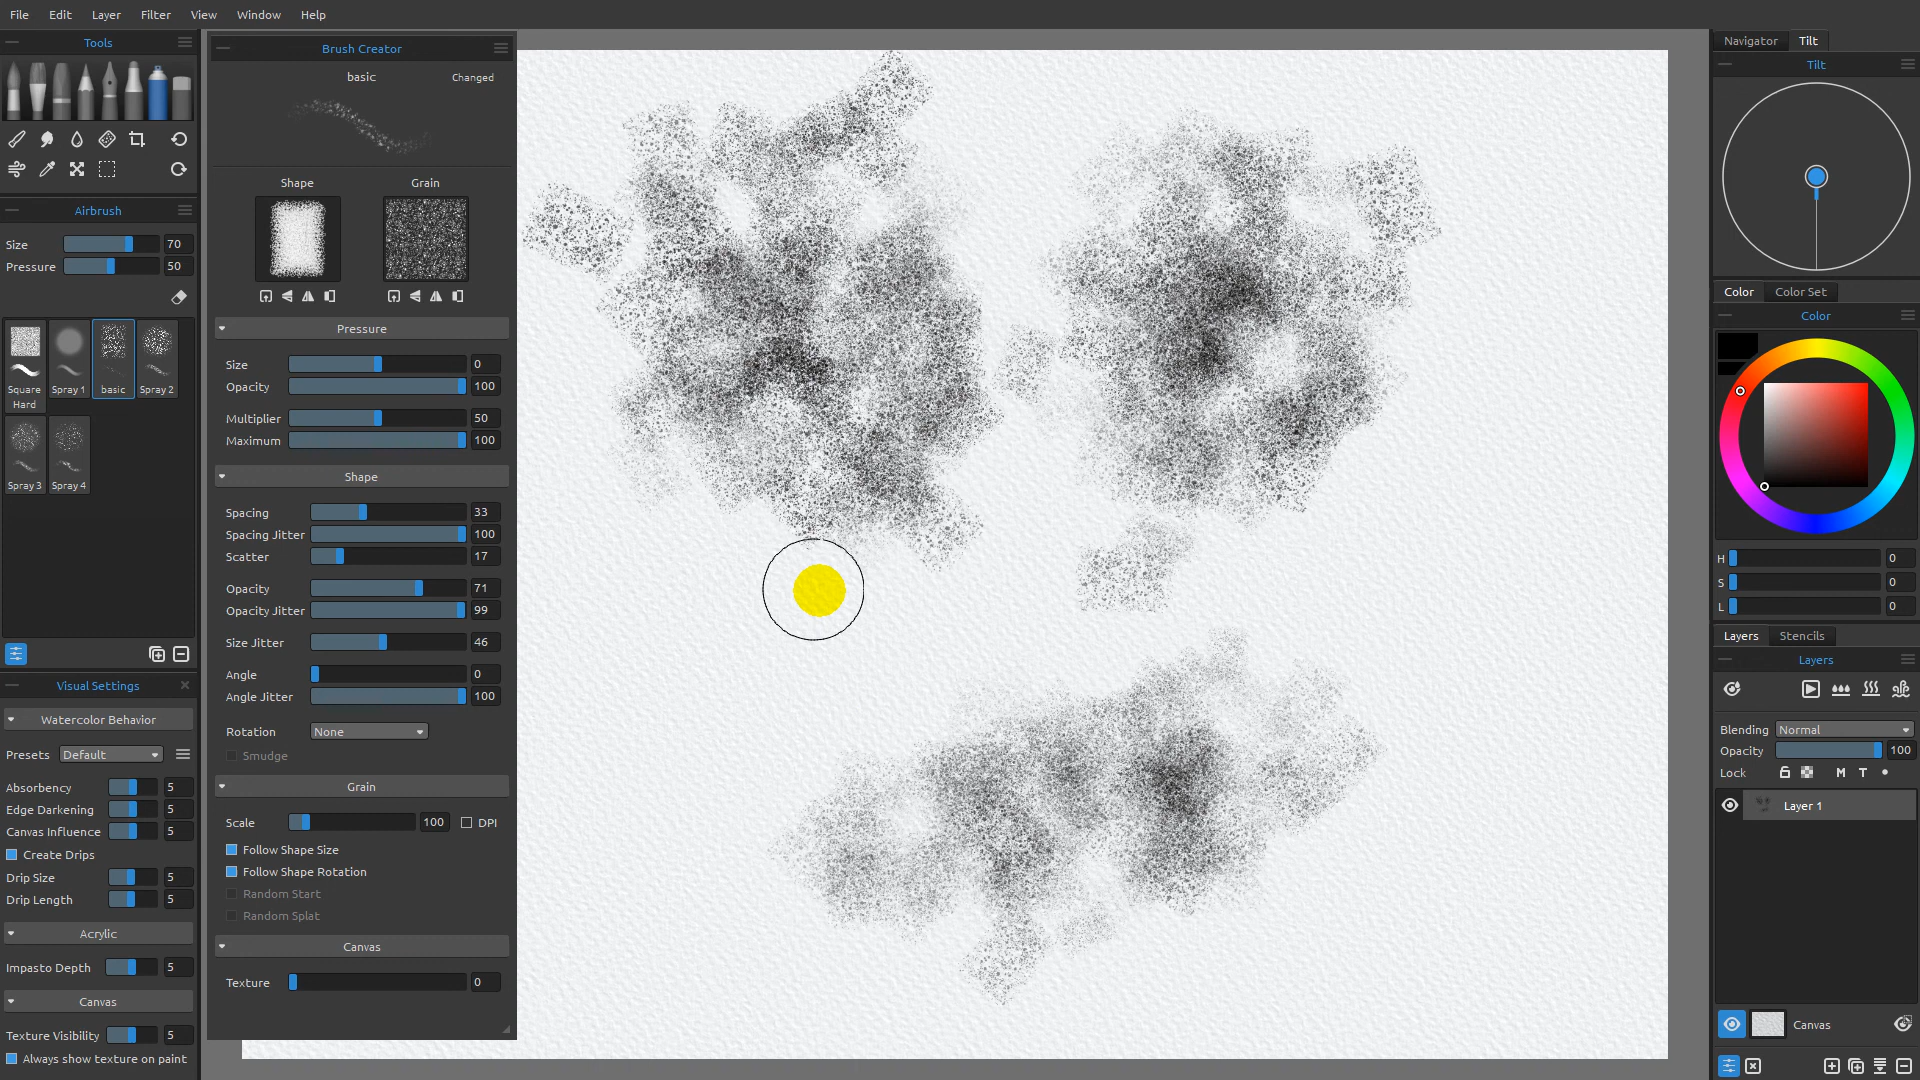 File Edit Layer Filter View Window Help
Tools
Airbrush
Size 70
Pressure 50
Square Hard
Spray 1
basic
Spray 2
Spray 3
Spray 4
Visual Settings
Watercolor Behavior
Presets Default
Absorbency 5
Edge Darkening 5
Canvas Influence 5
Create Drips
Drip Size 5
Drip Length 5
Acrylic
Impasto Depth 5
Canvas
Texture Visibility 5
Always show texture on paint
Brush Creator
basic Changed
Shape Grain
Pressure
Size 0
Opacity 100
Multiplier 50
Maximum 100
Shape
Spacing 33
Spacing Jitter 100
Scatter 17
Opacity 71
Opacity Jitter 99
Size Jitter 46
Angle 0
Angle Jitter 100
Rotation None
Smudge
Grain
Scale 100 DPI
Follow Shape Size
Follow Shape Rotation
Random Start
Random Splat
Canvas
Texture 0
Navigator Tilt
Tilt
Color Color Set
Color
H 0
S 0
L 0
Layers Stencils
Layers
Blending Normal
Opacity 100
Lock M T
Layer 1
Canvas